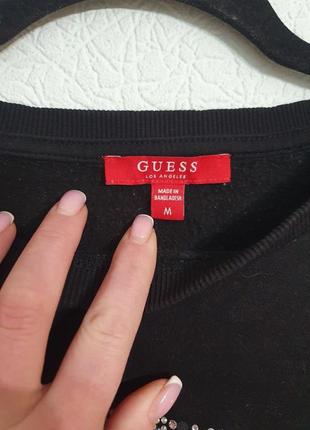 GUESS
LOS ANGELES
MADE IN
BANGLADESH
M